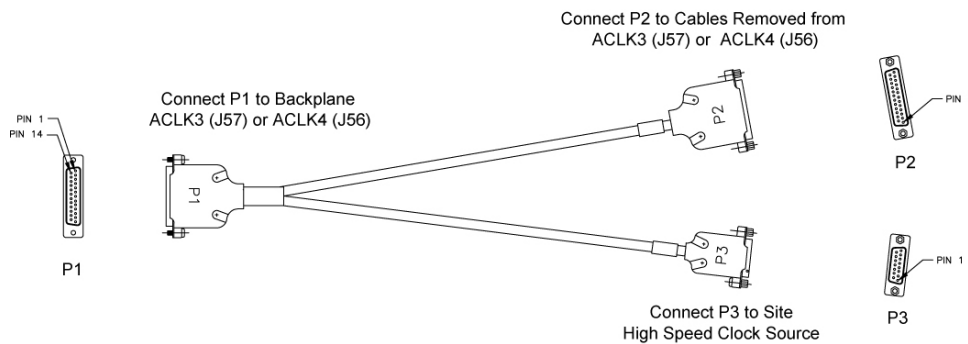 Connect P2 to Cables Removed from
ACLK3 (J57) or ACLK4 (J56)
Connect P1 to Backplane
ACLK3 (J57) or ACLK4 (J56)
PIN 1
PIN 14
P1
P1
P2
PIN
P2
P3
PIN 1
P3
Connect P3 to Site
High Speed Clock Source